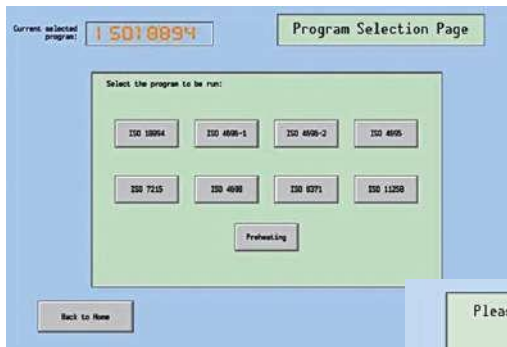 Current selected
program:
ISO18894
Program Selection Page
Select the program to be run:
ISO 18894 ISO 4696-1 ISO 4696-2 ISO 4695
ISO 7215 ISO 4698 ISO 8371 ISO 11258
Preheating
Back to Home
Pleas